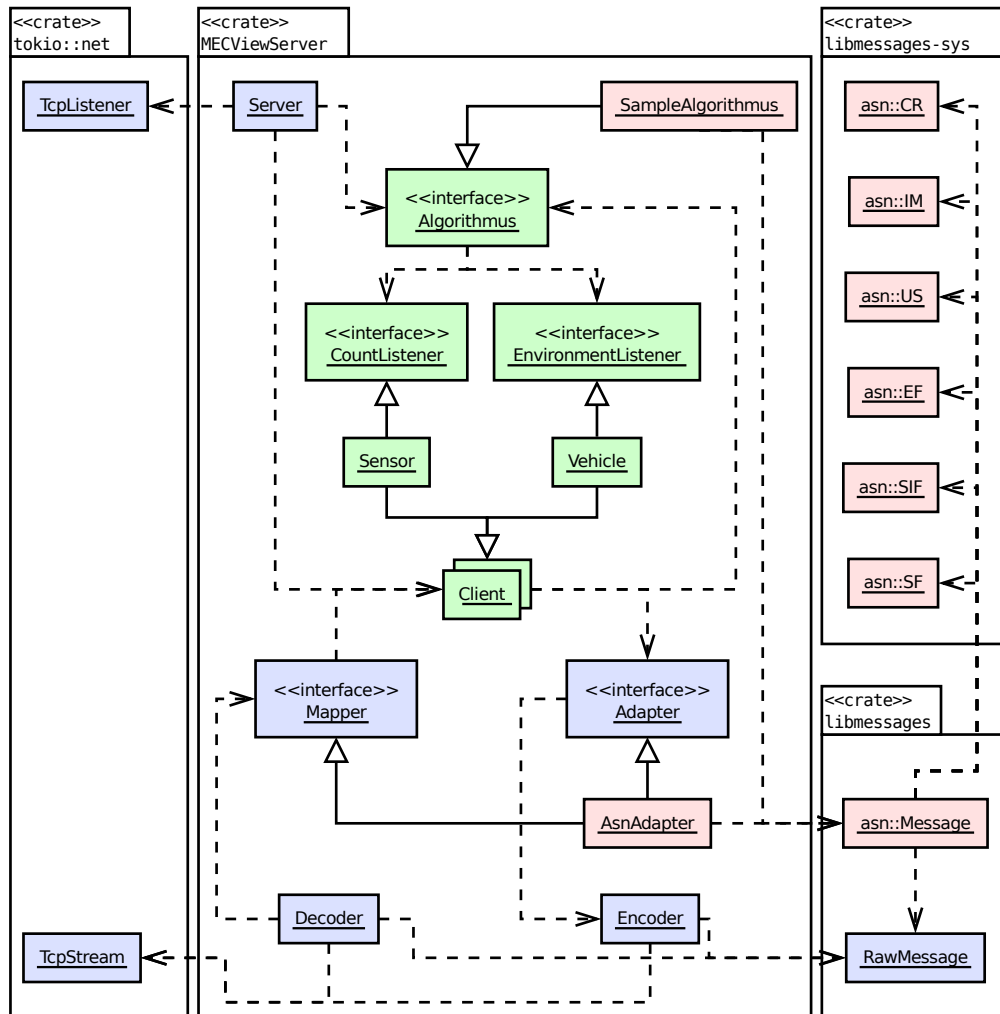 <<crate>>
tokio::net
<<crate>>
MECViewServer
<<crate>>
libmessages-sys
TcpListener
Server
SampleAlgorithmus
asn::CR
<<interface>>
Algorithmus
asn::IM
asn::US
<<interface>>
CountListener
<<interface>>
EnvironmentListener
asn::EF
Sensor
Vehicle
asn::SIF
Client
asn::SF
<<interface>>
Mapper
<<interface>>
Adapter
<<crate>>
libmessages
AsnAdapter
asn::Message
Decoder
Encoder
TcpStream
RawMessage